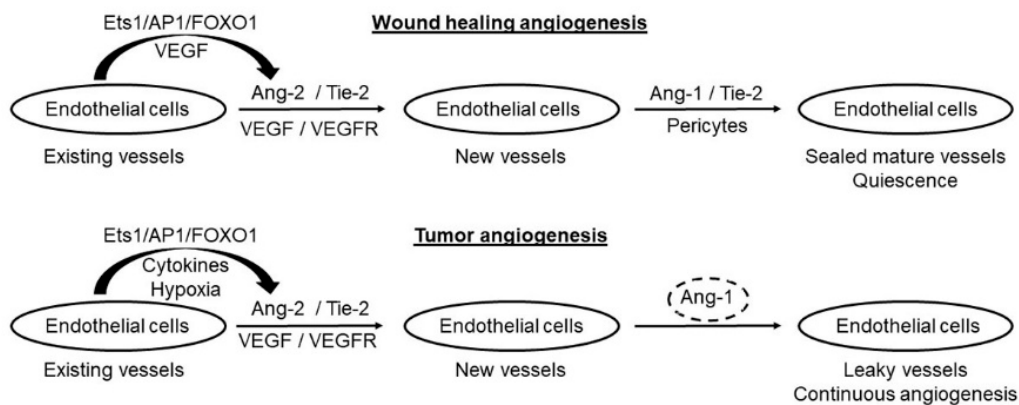 Wound healing angiogenesis
Ets1/AP1/FOXO1
VEGF
Endothelial cells
Existing vessels
Ang-2 / Tie-2
VEGF / VEGFR
Endothelial cells
New vessels
Ang-1 / Tie-2
Pericytes
Endothelial cells
Sealed mature vessels
Quiescence
Tumor angiogenesis
Ets1/AP1/FOXO1
Cytokines
Hypoxia
Endothelial cells
Existing vessels
Ang-2 / Tie-2
VEGF / VEGFR
Endothelial cells
New vessels
Ang-1
Endothelial cells
Leaky vessels
Continuous angiogenesis